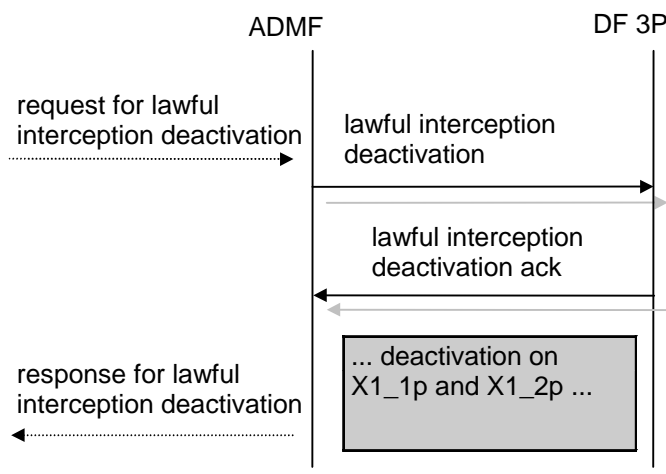 ADMF
DF 3P
request for lawful
interception deactivation
lawful interception
deactivation
lawful interception
deactivation ack
... deactivation on
X1_1p and X1_2p ...
response for lawful
interception deactivation